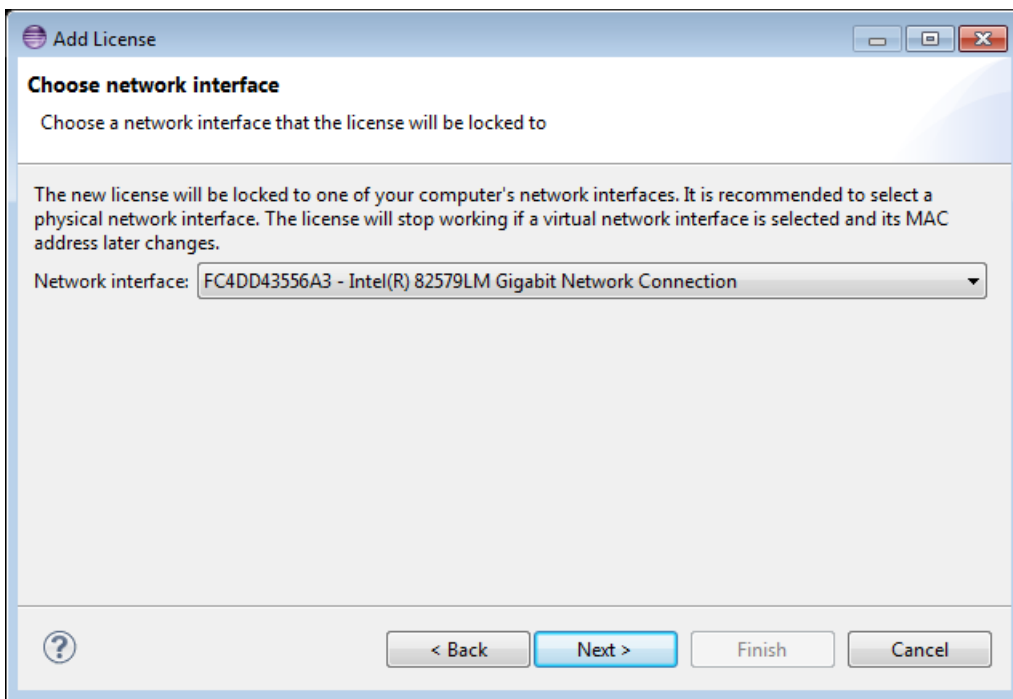 Add License
Choose network interface
Choose a network interface that the license will be locked to
The new license will be locked to one of your computer's network interfaces. It is recommended to select a
physical network interface. The license will stop working if a virtual network interface is selected and its MAC
address later changes.
Network interface: FC4DD43556A3 - Intel(R) 82579LM Gigabit Network Connection
? < Back Next > Finish Cancel